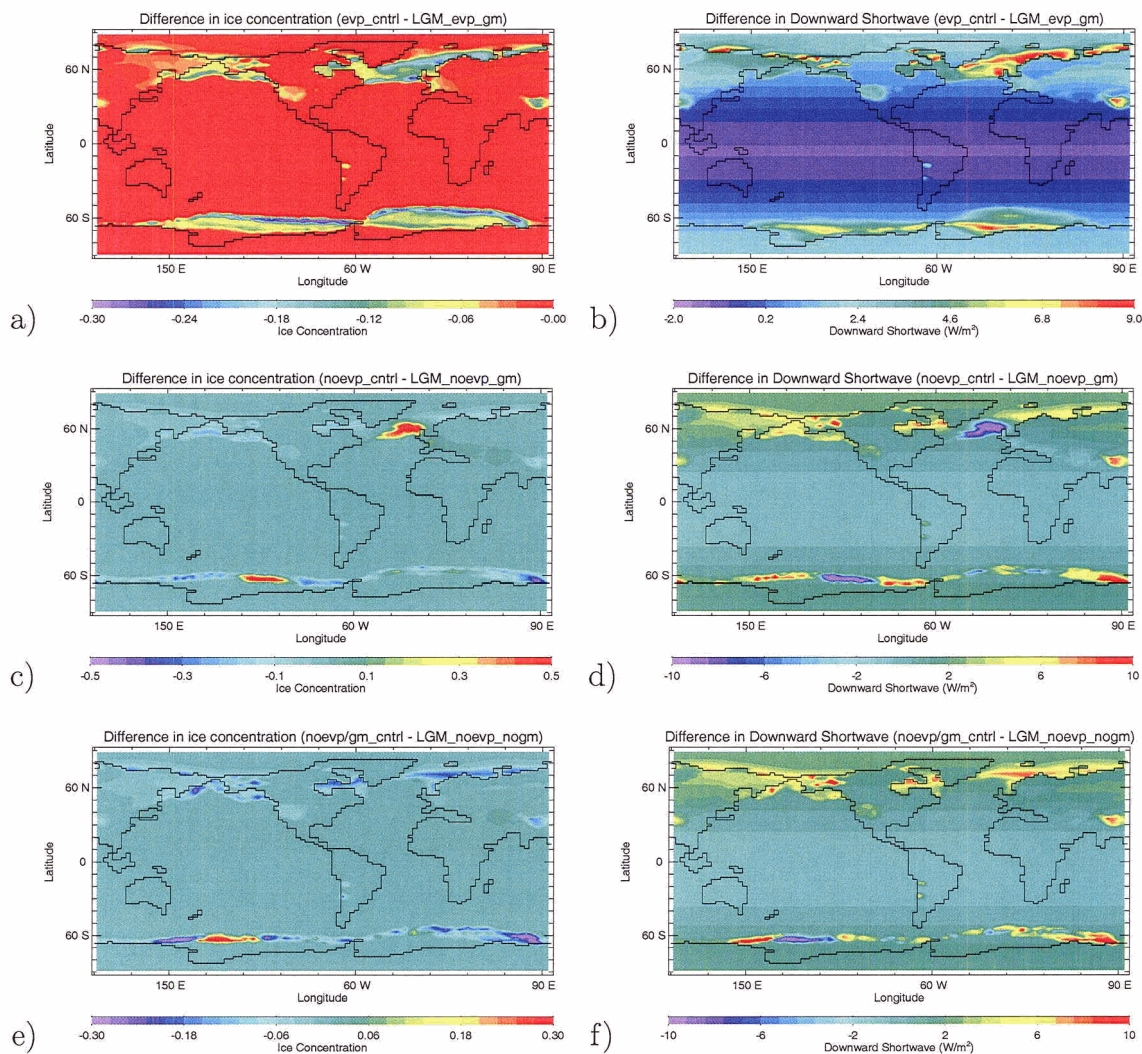 Difference in ice concentration (evp_cntrl - LGM_evp_gm)
60 N
0
60 S
Latitude
150 E
60 W
90 E
Longitude
a)
-0.30
-0.24
-0.18
-0.12
-0.06
-0.00
Ice Concentration
Difference in Downward Shortwave (evp_cntrl - LGM_evp_gm)
60 N
0
60 S
Latitude
150 E
60 W
90 E
Longitude
b)
-2.0
0.2
2.4
4.6
6.8
9.0
Downward Shortwave (W/m²)
Difference in ice concentration (noevp_cntrl - LGM_noevp_gm)
60 N
0
60 S
Latitude
150 E
60 W
90 E
Longitude
c)
-0.5
-0.3
-0.1
0.1
0.3
0.5
Ice Concentration
Difference in Downward Shortwave (noevp_cntrl - LGM_noevp_gm)
60 N
0
60 S
Latitude
150 E
60 W
90 E
Longitude
d)
-10
-6
-2
2
6
10
Downward Shortwave (W/m²)
Difference in ice concentration (noevp/gm_cntrl - LGM_noevp_nogm)
60 N
0
60 S
Latitude
150 E
60 W
90 E
Longitude
e)
-0.30
-0.18
-0.06
0.06
0.18
0.30
Ice Concentration
Difference in Downward Shortwave (noevp/gm_cntrl - LGM_noevp_nogm)
60 N
0
60 S
Latitude
150 E
60 W
90 E
Longitude
f)
-10
-6
-2
2
6
10
Downward Shortwave (W/m²)